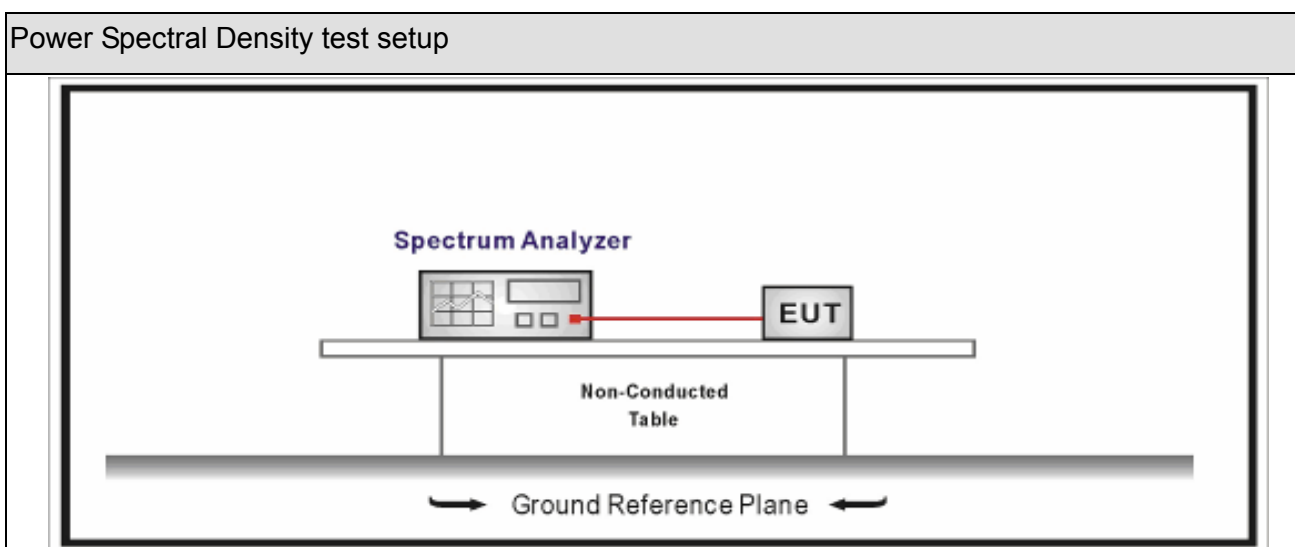 Power Spectral Density test setup
Spectrum Analyzer
EUT
Non-Conducted
Table
Ground Reference Plane